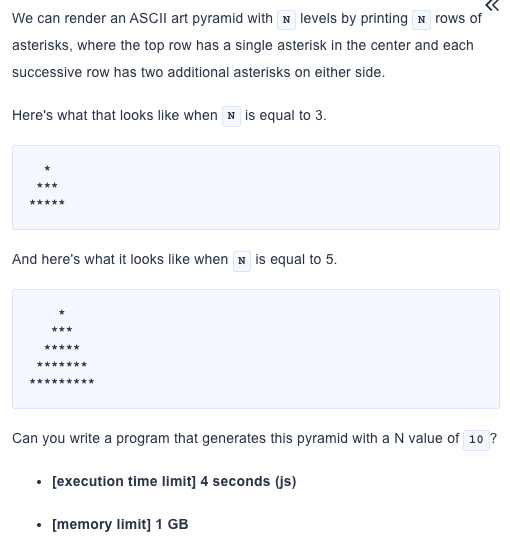 We can render an ASCII art pyramid with N levels by printing N rows of
asterisks, where the top row has a single asterisk in the center and each
successive row has two additional asterisks on either side.
Here's what that looks like when N is equal to 3.
  *
 ***
*****
And here's what it looks like when N is equal to 5.
    *
   ***
  *****
 *******
*********
Can you write a program that generates this pyramid with a N value of 10?
• [execution time limit] 4 seconds (js)
• [memory limit] 1 GB